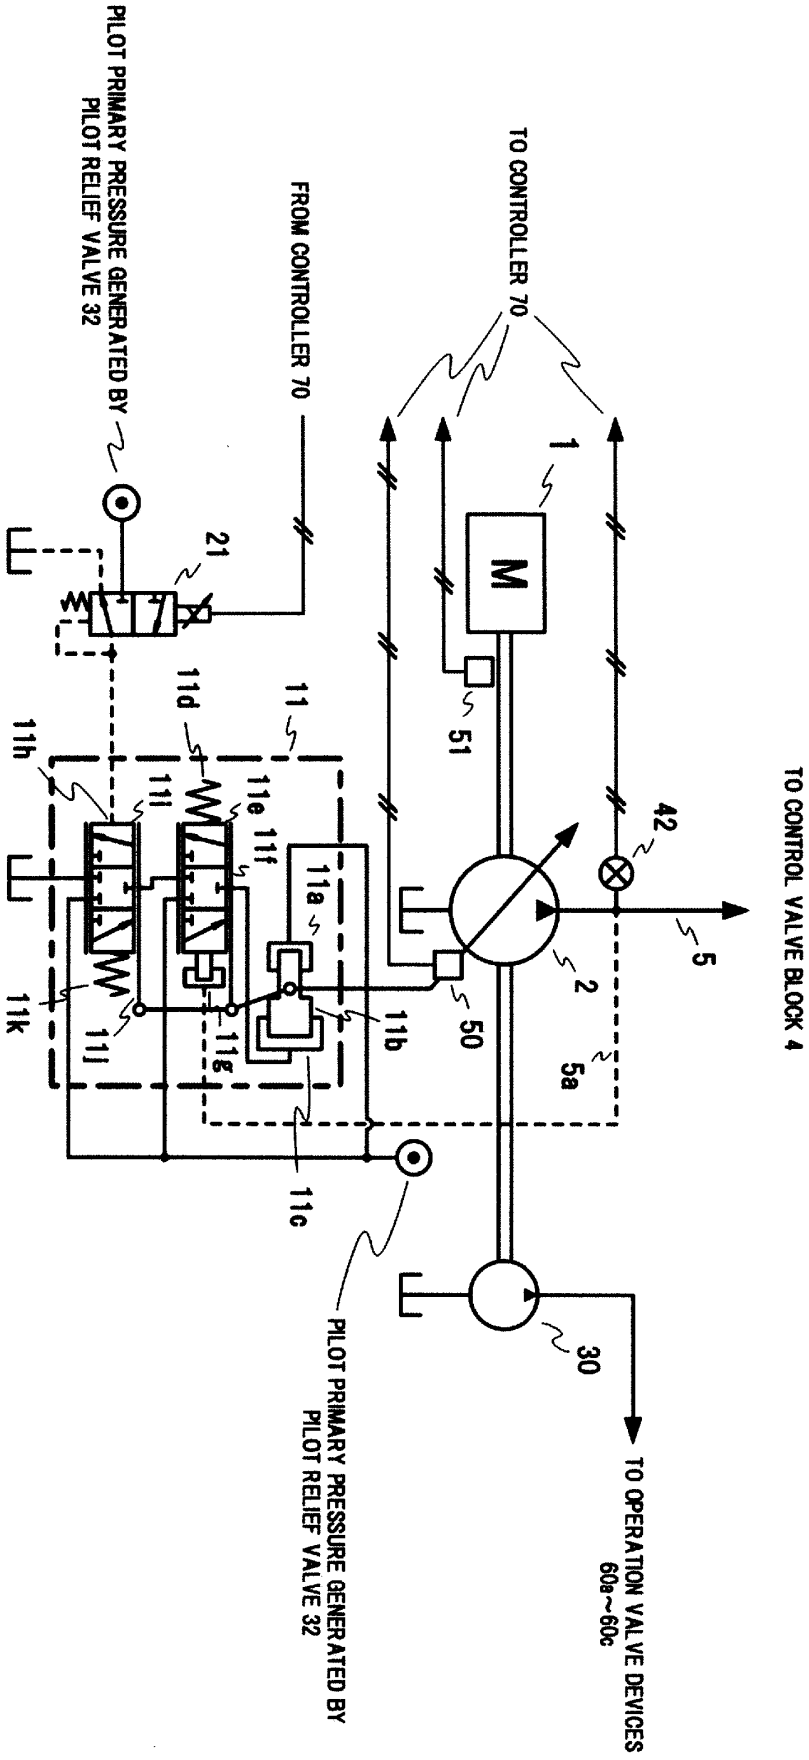 TO CONTROL VALVE BLOCK 4
5
42
TO OPERATION VALVE DEVICES
60a~60c
2
30
5a
1
TO CONTROLLER 70
M
50
51
11b
PILOT PRIMARY PRESSURE GENERATED BY
PILOT RELIEF VALVE 32
11a
FROM CONTROLLER 70
11
11c
11f
11e
11g
21
11d
11i
PILOT PRIMARY PRESSURE GENERATED BY
PILOT RELIEF VALVE 32
11j
11h
11k